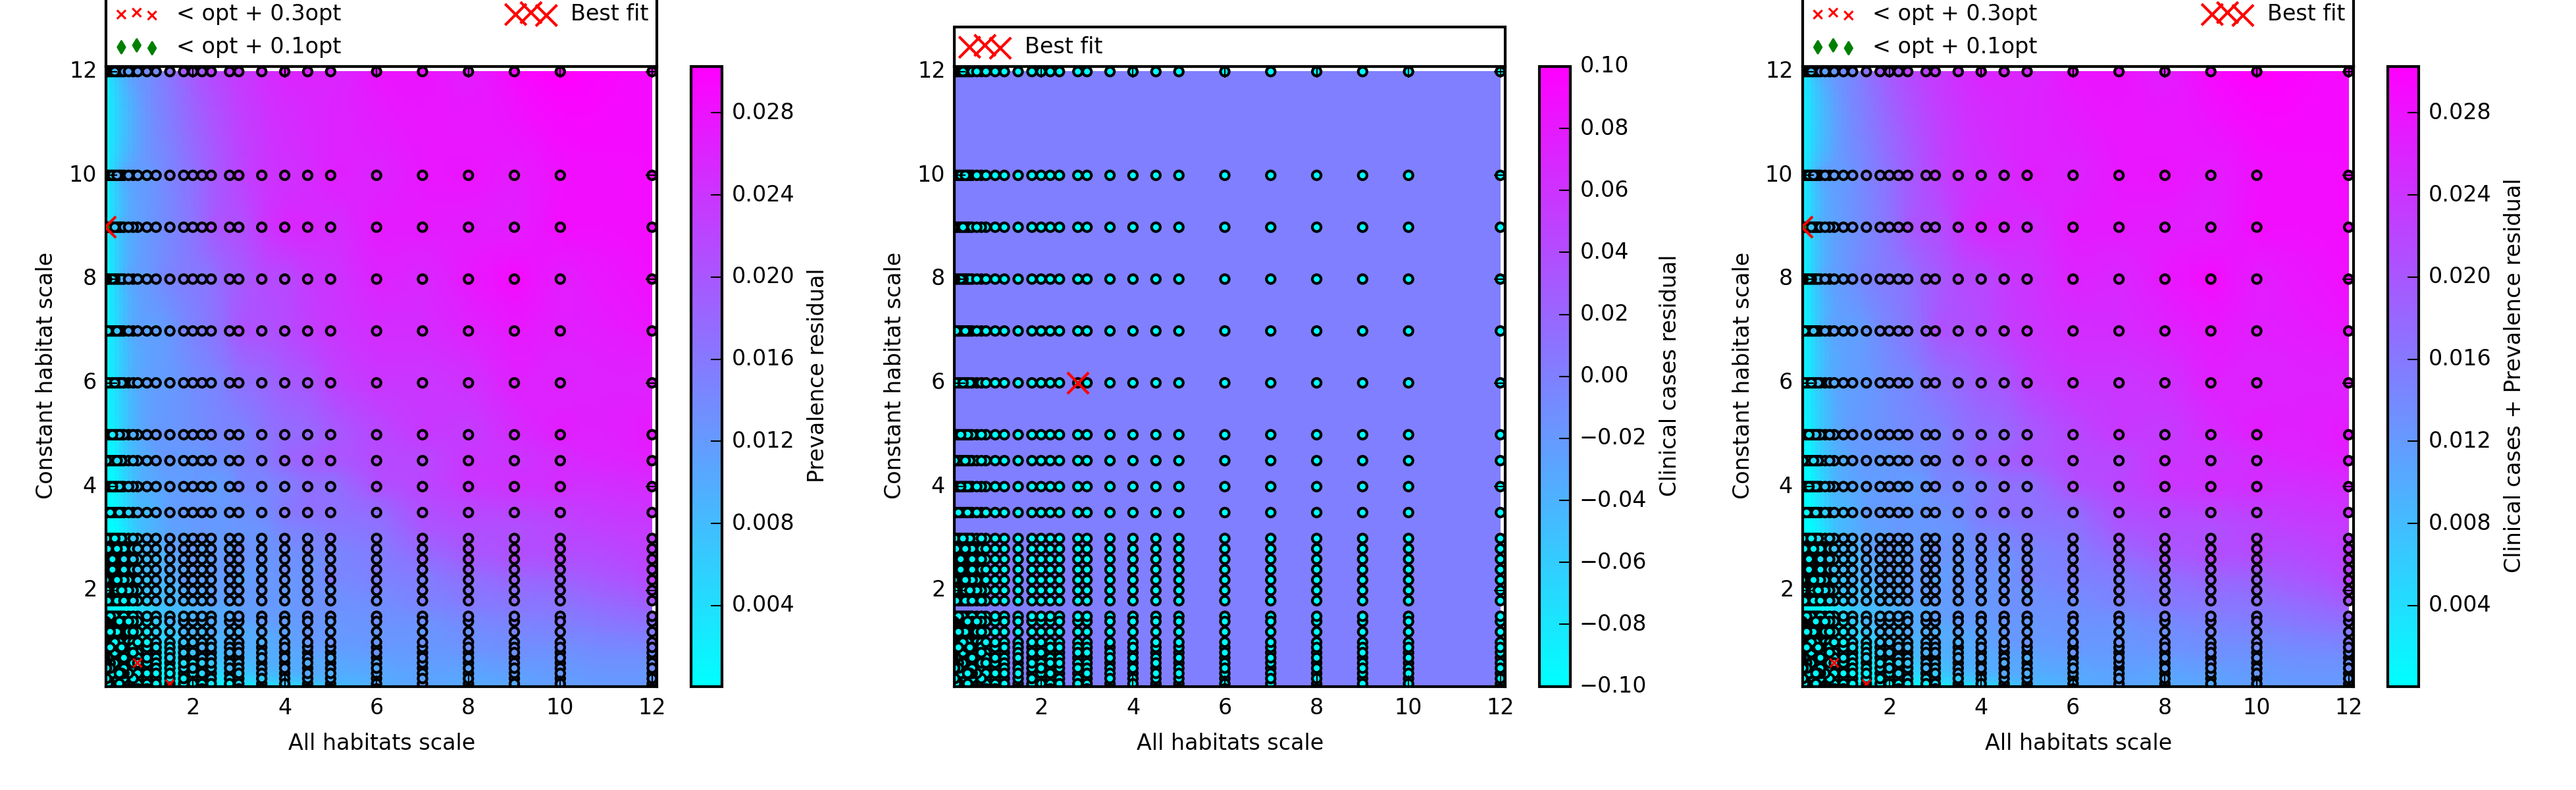 < opt + 0.3opt
Best fit
< opt + 0.1opt
12
10
8
6
4
2
Constant habitat scale
2 4 6 8 10 12
All habitats scale
0.028
0.024
0.020
0.016
0.012
0.008
0.004
Prevalence residual
Best fit
12
10
8
6
4
2
Constant habitat scale
2 4 6 8 10 12
All habitats scale
0.10
0.08
0.06
0.04
0.02
0.00
−0.02
−0.04
−0.06
−0.08
−0.10
Clinical cases residual
< opt + 0.3opt
Best fit
< opt + 0.1opt
12
10
8
6
4
2
Constant habitat scale
2 4 6 8 10 12
All habitats scale
0.028
0.024
0.020
0.016
0.012
0.008
0.004
Clinical cases + Prevalence residual